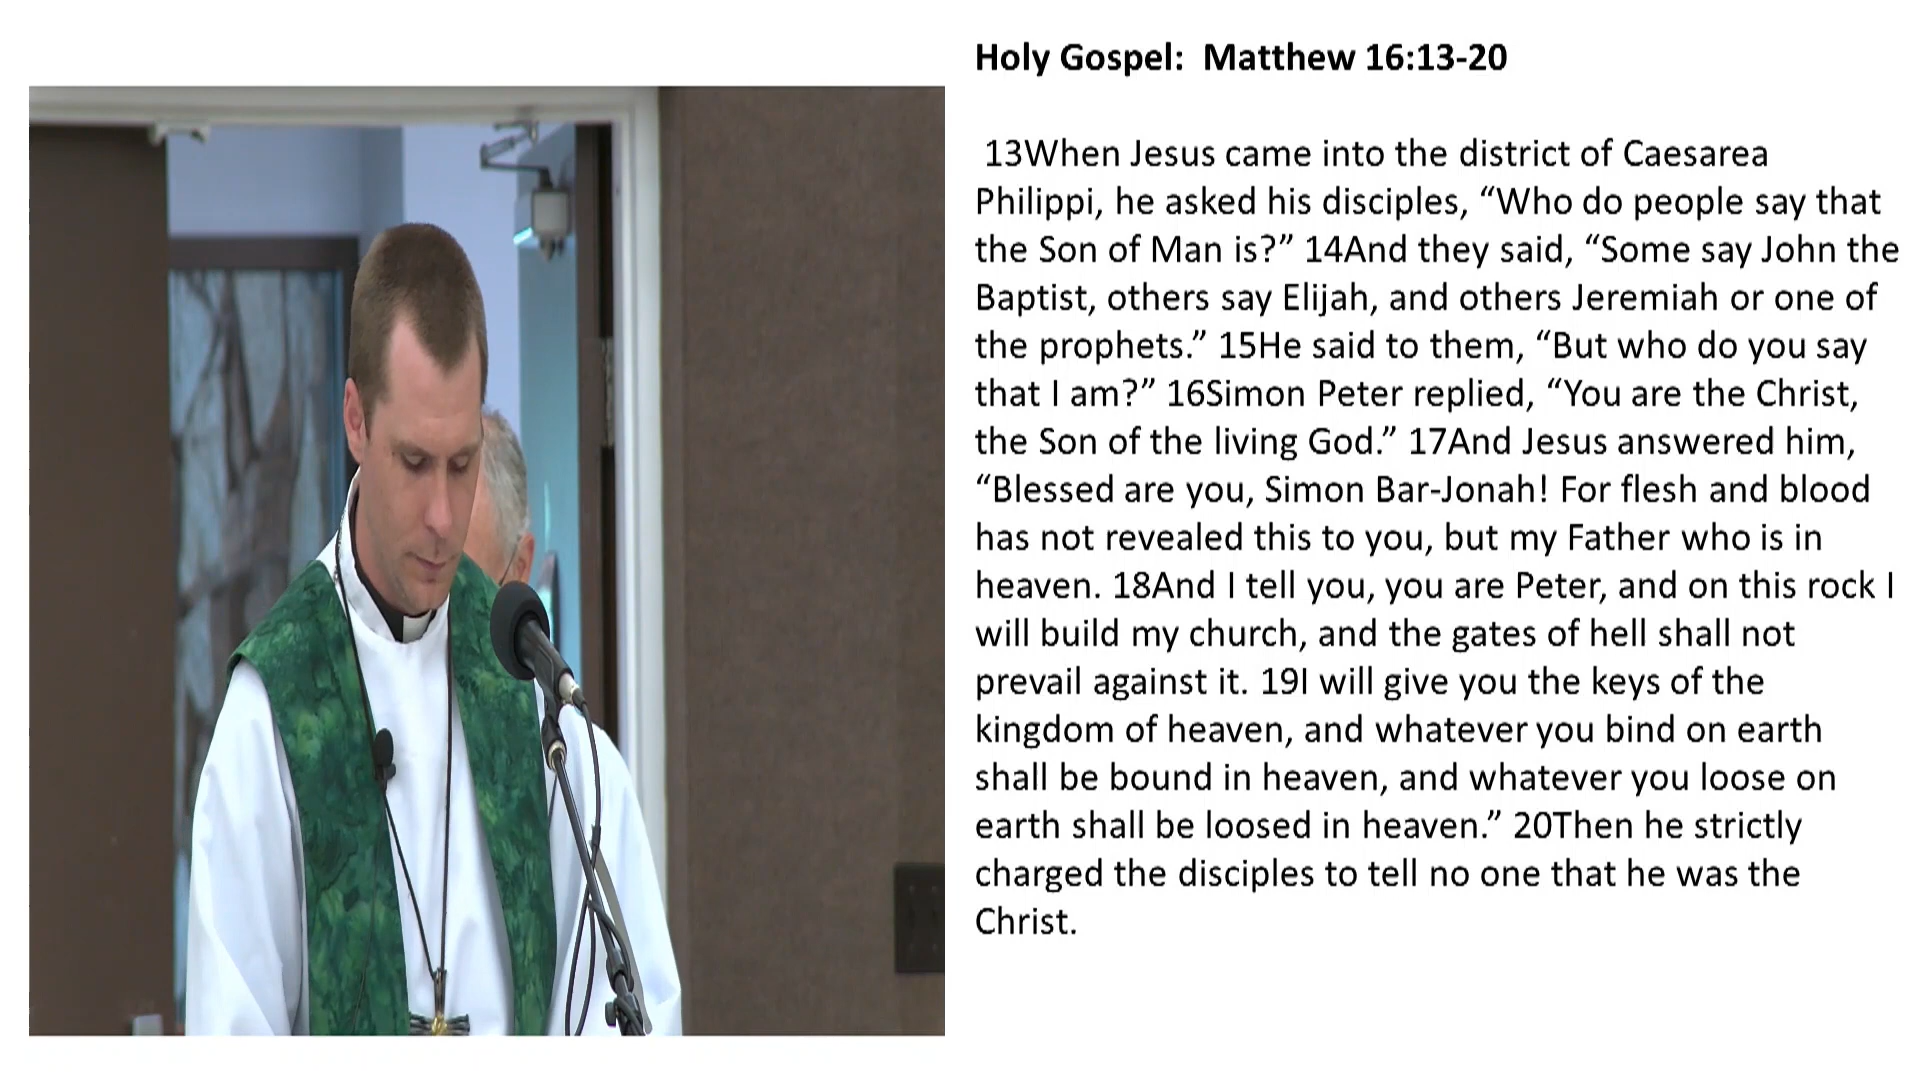 Holy Gospel:  Matthew 16:13-20
13When Jesus came into the district of Caesarea
Philippi, he asked his disciples, “Who do people say that
the Son of Man is?” 14And they said, “Some say John the
Baptist, others say Elijah, and others Jeremiah or one of
the prophets.” 15He said to them, “But who do you say
that I am?” 16Simon Peter replied, “You are the Christ,
the Son of the living God.” 17And Jesus answered him,
“Blessed are you, Simon Bar-Jonah! For flesh and blood
has not revealed this to you, but my Father who is in
heaven. 18And I tell you, you are Peter, and on this rock I
will build my church, and the gates of hell shall not
prevail against it. 19I will give you the keys of the
kingdom of heaven, and whatever you bind on earth
shall be bound in heaven, and whatever you loose on
earth shall be loosed in heaven.” 20Then he strictly
charged the disciples to tell no one that he was the
Christ.